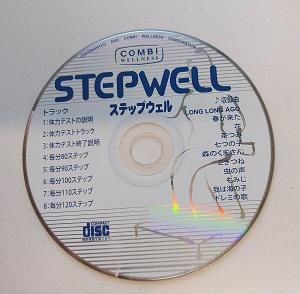 COMBI
WELLNESS
STEPWELL
ステップウェル
トラック
1:体力テストの説明
2:体力テストトラック
3:体力テスト終了説明
4:毎分80ステップ
5:毎分90ステップ
6:毎分100ステップ
7:毎分110ステップ
8:毎分120ステップ
♪収録曲
LONG LONG AGO
春が来た
花
茶つみ
七つの子
森のくまさん
こぎつね
虫の声
もみじ
我は海の子
ドレミの歌
COMPACT
disc